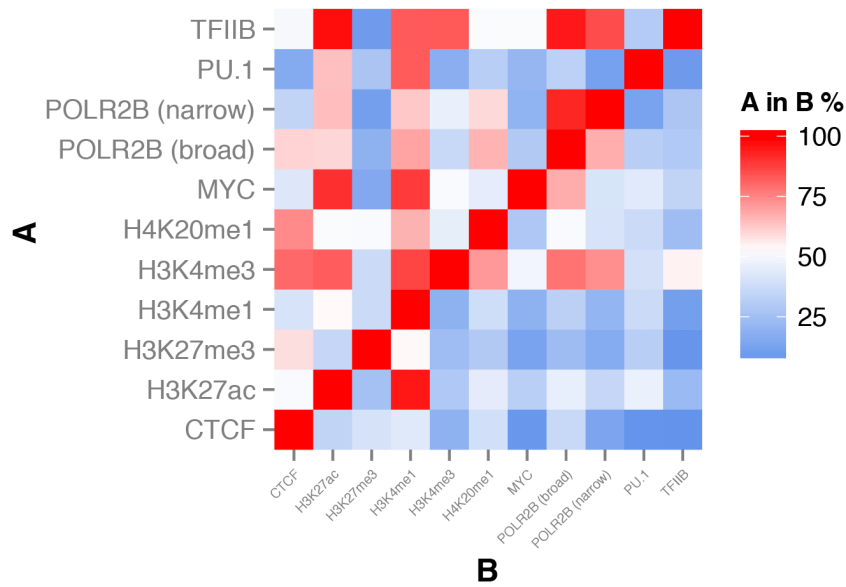 TFIIB
PU.1
POLR2B (narrow)
POLR2B (broad)
MYC
H4K20me1
H3K4me3
H3K4me1
H3K27me3
H3K27ac
CTCF
A
CTCF
H3K27ac
H3K27me3
H3K4me1
H3K4me3
H4K20me1
MYC
POLR2B (broad)
POLR2B (narrow)
PU.1
TFIIB
B
A in B %
100
75
50
25